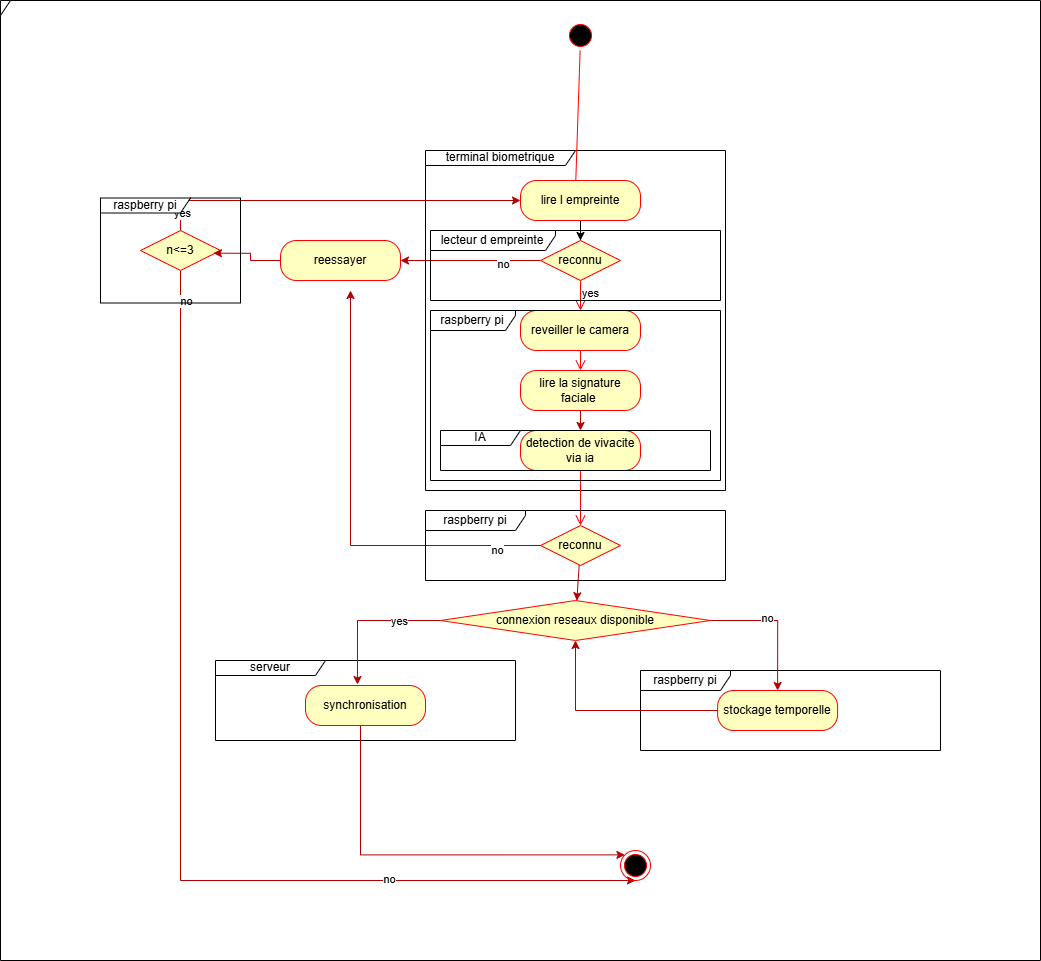 terminal biometrique
lire l empreinte
raspberry pi
yes
n<=3
no
lecteur d empreinte
reconnu
no
yes
reessayer
raspberry pi
reveiller le camera
lire la signature
faciale
IA
detection de vivacite
via ia
raspberry pi
reconnu
no
connexion reseaux disponible
yes
no
serveur
synchronisation
raspberry pi
stockage temporelle
no